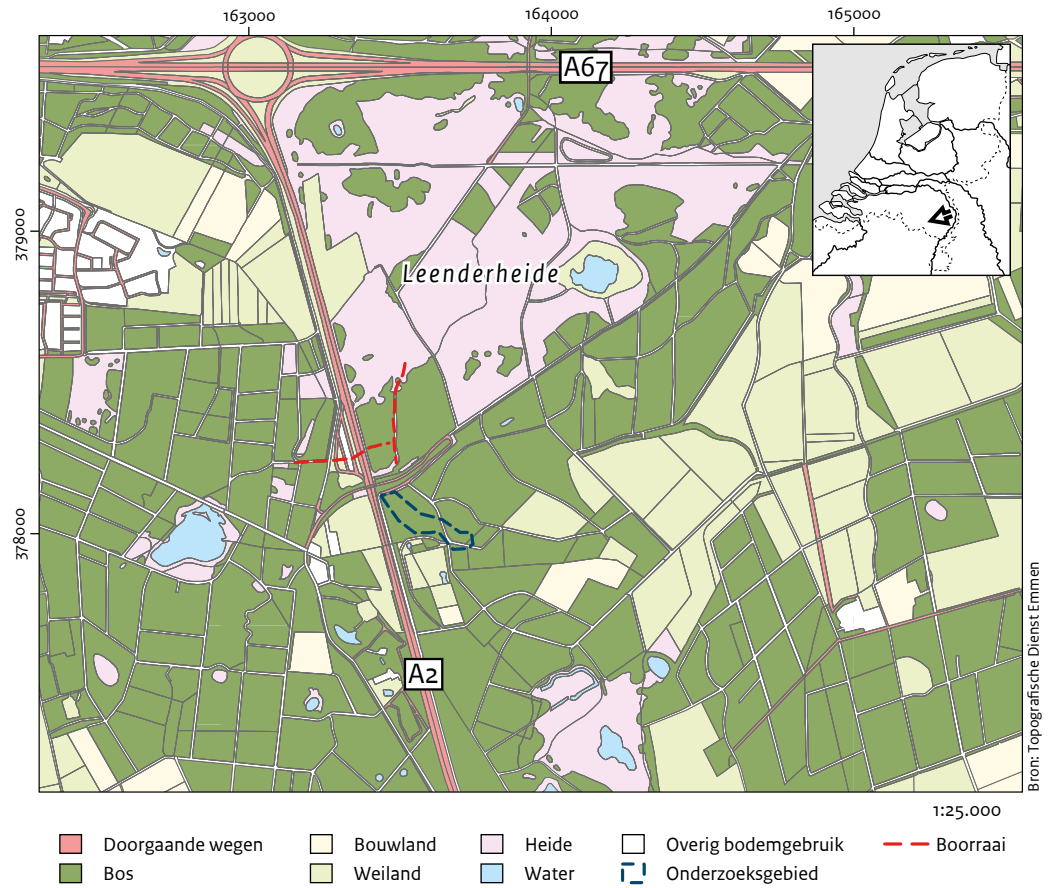 163000 164000 165000
A67
379000
Leenderheide
378000
A2
Bron: Topografische Dienst Emmen
1:25.000
Doorgaande wegen Bouwland Heide Overig bodemgebruik Boorraai
Bos Weiland Water Onderzoeksgebied